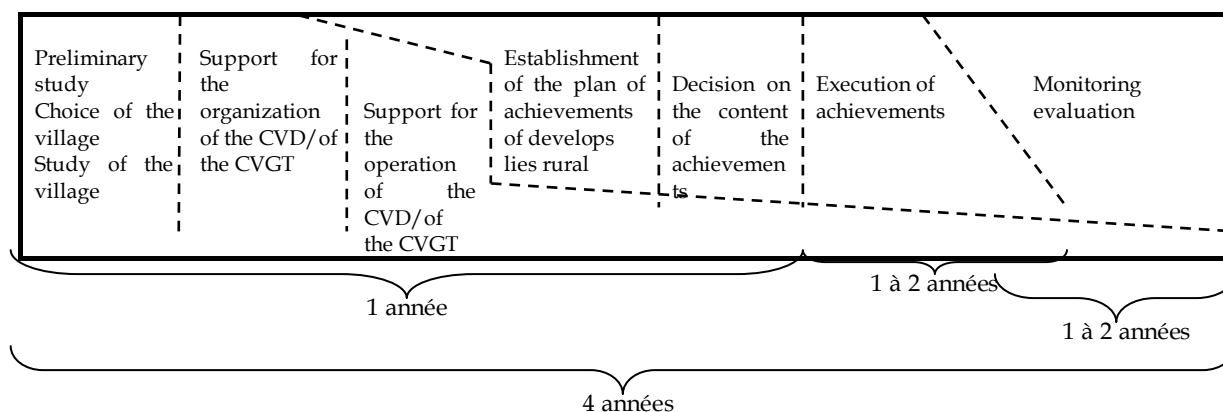 Preliminary
study
Choice of the
village
Study of the
village
Support for
the
organization
of the CVD/of
the CVGT
Support for
the
operation
of the
CVD/of
the CVGT
Establishment
of the plan of
achievements
of develops
lies rural
Decision on
the content
of the
achievemen
ts
Execution of
achievements
Monitoring
evaluation
1 année
1 à 2 années
1 à 2 années
4 années